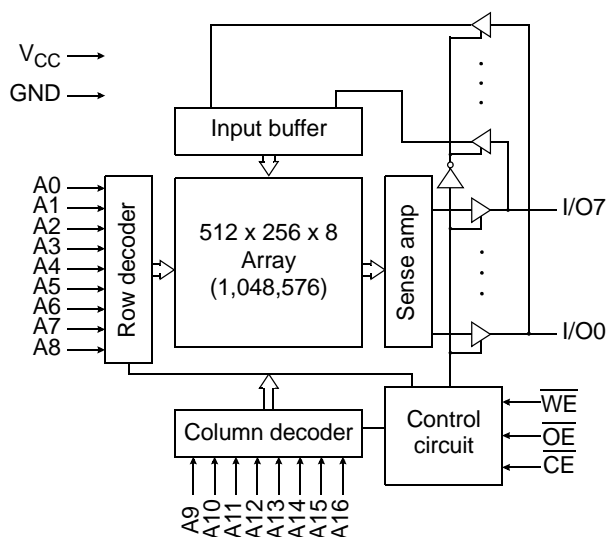 VCC
GND
Input buffer
A0
A1
A2
A3
A4
A5
A6
A7
A8
Row decoder
512 x 256 x 8
Array
(1,048,576)
Sense amp
I/O7
I/O0
Column decoder
Control
circuit
WE
OE
CE
A9
A10
A11
A12
A13
A14
A15
A16